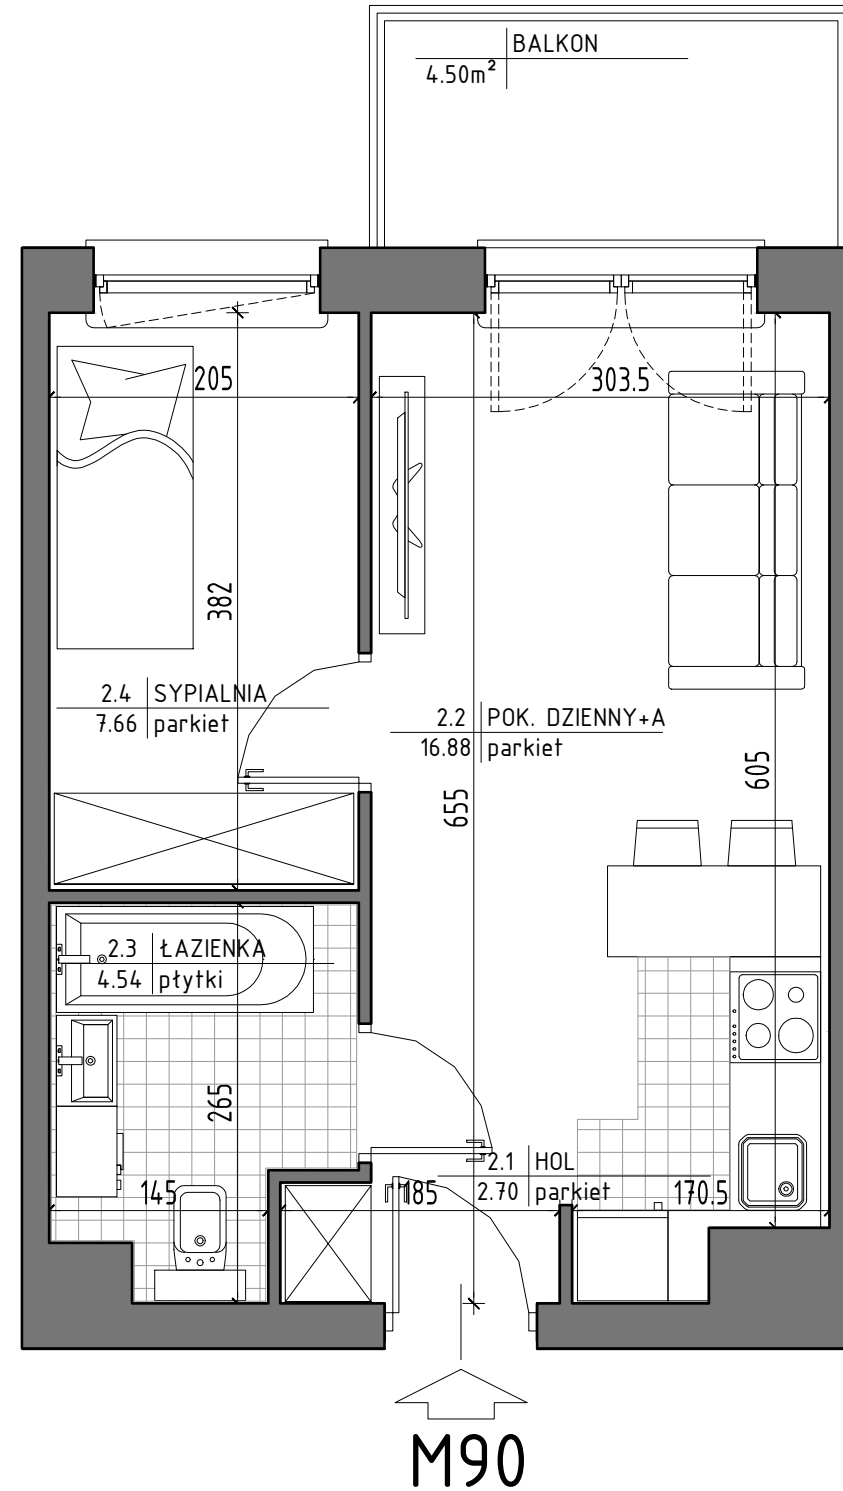 BALKON
4.50m²
205
303.5
382
2.4 SYPIALNIA
7.66 parkiet
2.2 POK. DZIENNY+A
16.88 parkiet
605
655
2.3 ŁAZIENKA
4.54 płytki
265
2.1 HOL
2.70 parkiet
145
185
170.5
M90